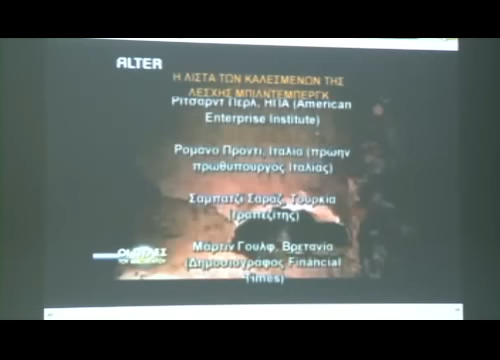 ALTER
Η ΛΙΣΤΑ ΤΩΝ ΚΑΛΕΣΜΕΝΩΝ ΤΗΣ
ΛΕΣΧΗΣ ΜΠΙΛΝΤΕΜΠΕΡΓΚ
Ρίτσαρντ Περλ, ΗΠΑ (American
Enterprise Institute)
Ρομάνο Πρόντι, Ιταλία (πρώην
πρωθυπουργός Ιταλίας)
Σαμπατζί Σαράζ, Τουρκία
(Τραπεζίτης)
Μάρτιν Γουλφ, Βρετανία
(Δημοσιογράφος Financial
Times)